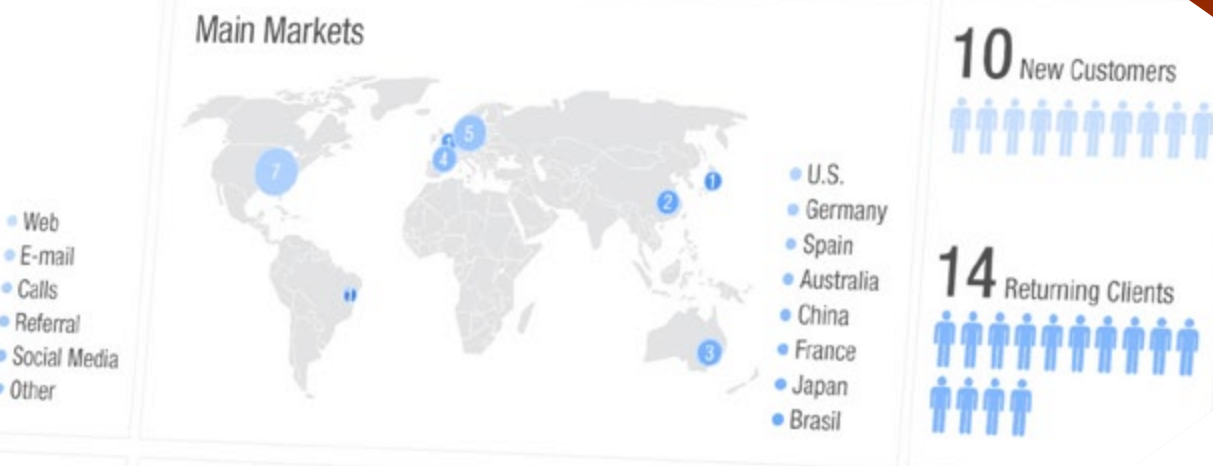 Main Markets
7
5
4
2
1
3
Web
E-mail
Calls
Referral
Social Media
Other
U.S.
Germany
Spain
Australia
China
France
Japan
Brasil
10 New Customers
14 Returning Clients